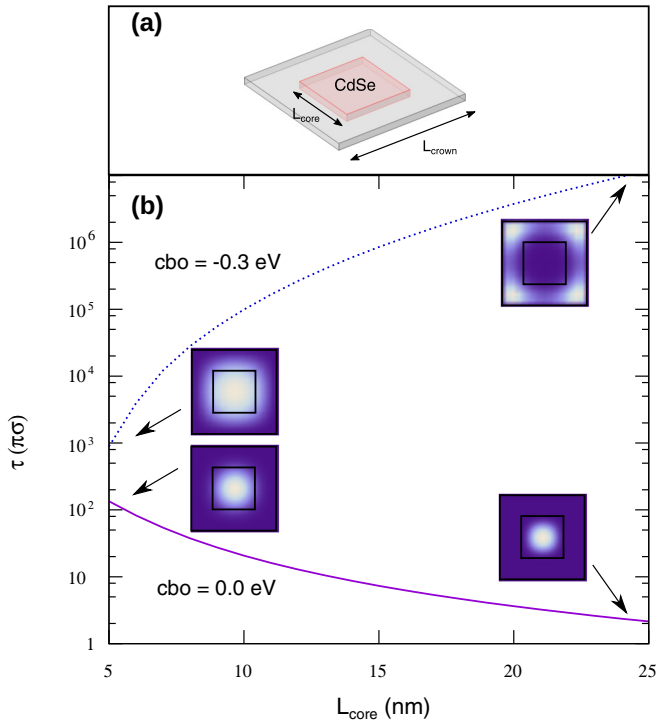 (a)
CdSe
L_core
L_crown
(b)
cbo = -0.3 eV
cbo = 0.0 eV
τ (πσ)
10^6
10^5
10^4
10^3
10^2
10
1
5
10
15
20
25
L_core (nm)